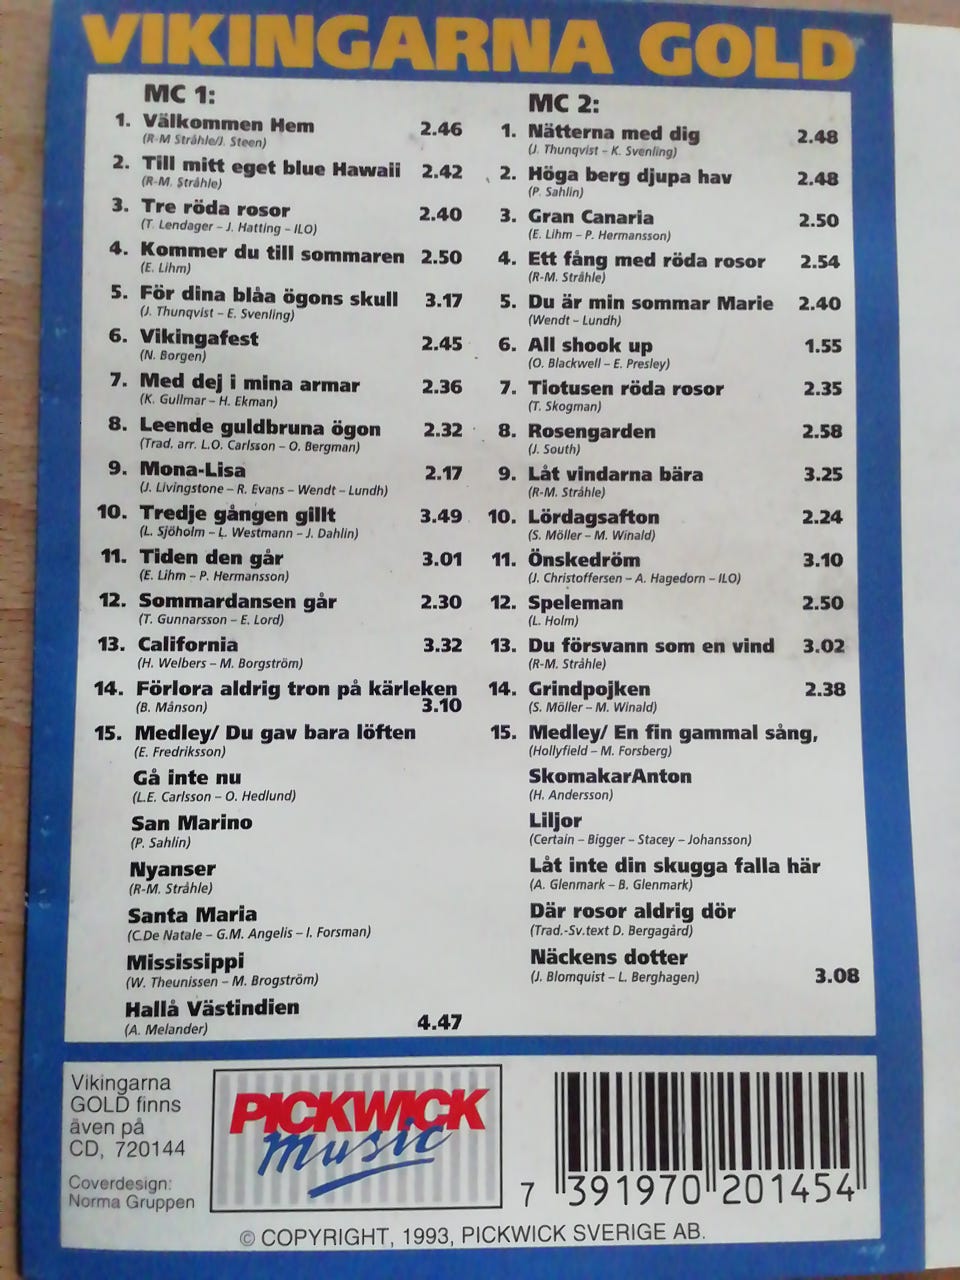 VIKINGARNA GOLD
MC 1:
1. Välkommen Hem 2.46
(R-M Stråhle/J. Steen)
2. Till mitt eget blue Hawaii 2.42
(R-M. Stråhle)
3. Tre röda rosor 2.40
(T. Lendager – J. Hatting – ILO)
4. Kommer du till sommaren 2.50
(E. Lihm)
5. För dina blåa ögons skull 3.17
(J. Thunqvist – E. Svenling)
6. Vikingafest 2.45
(N. Borgen)
7. Med dej i mina armar 2.36
(K. Gullmar – H. Ekman)
8. Leende guldbruna ögon 2.32
(Trad. arr. L.O. Carlsson – O. Bergman)
9. Mona-Lisa 2.17
(J. Livingstone – R. Evans – Wendt – Lundh)
10. Tredje gången gillt 3.49
(L. Sjöholm – L. Westmann – J. Dahlin)
11. Tiden den går 3.01
(E. Lihm – P. Hermansson)
12. Sommardansen går 2.30
(T. Gunnarsson – E. Lord)
13. California 3.32
(H. Welbers – M. Borgström)
14. Förlora aldrig tron på kärleken
(B. Månson) 3.10
15. Medley/ Du gav bara löften
(E. Fredriksson)
Gå inte nu
(L.E. Carlsson – O. Hedlund)
San Marino
(P. Sahlin)
Nyanser
(R-M. Stråhle)
Santa Maria
(C.De Natale – G.M. Angelis – I. Forsman)
Mississippi
(W. Theunissen – M. Brogström)
Hallå Västindien
(A. Melander) 4.47
MC 2:
1. Nätterna med dig 2.48
(J. Thunqvist – K. Svenling)
2. Höga berg djupa hav 2.48
(P. Sahlin)
3. Gran Canaria 2.50
(E. Lihm – P. Hermansson)
4. Ett fång med röda rosor 2.54
(R-M. Stråhle)
5. Du är min sommar Marie 2.40
(Wendt – Lundh)
6. All shook up 1.55
(O. Blackwell – E. Presley)
7. Tiotusen röda rosor 2.35
(T. Skogman)
8. Rosengarden 2.58
(J. South)
9. Låt vindarna bära 3.25
(R-M. Stråhle)
10. Lördagsafton 2.24
(S. Möller – M. Winald)
11. Önskedröm 3.10
(J. Christoffersen – A. Hagedorn – ILO)
12. Speleman 2.50
(L. Holm)
13. Du försvann som en vind 3.02
(R-M. Stråhle)
14. Grindpojken 2.38
(S. Möller – M. Winald)
15. Medley/ En fin gammal sång,
(Hollyfield – M. Forsberg)
SkomakarAnton
(H. Andersson)
Liljor
(Certain – Bigger – Stacey – Johansson)
Låt inte din skugga falla här
(A. Glenmark – B. Glenmark)
Där rosor aldrig dör
(Trad.-Sv.text D. Bergagård)
Näckens dotter
(J. Blomquist – L. Berghagen) 3.08
Vikingarna
GOLD finns
även på
CD, 720144
Coverdesign:
Norma Gruppen
PICKWICK
music
7 391970 201454
© COPYRIGHT, 1993, PICKWICK SVERIGE AB.